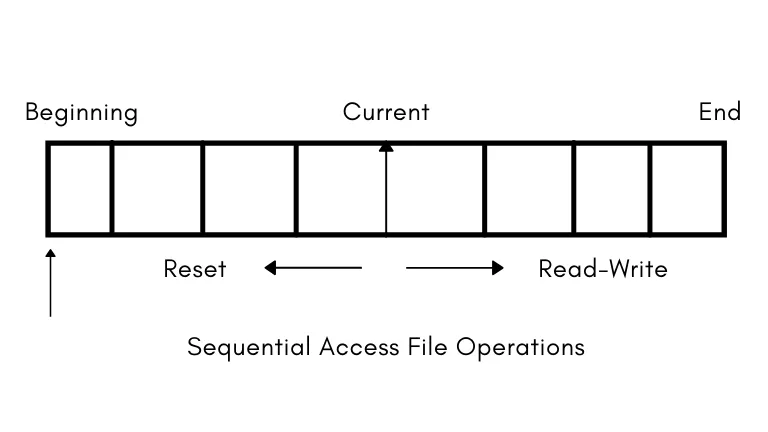 Beginning Current End
Reset Read-Write
Sequential Access File Operations